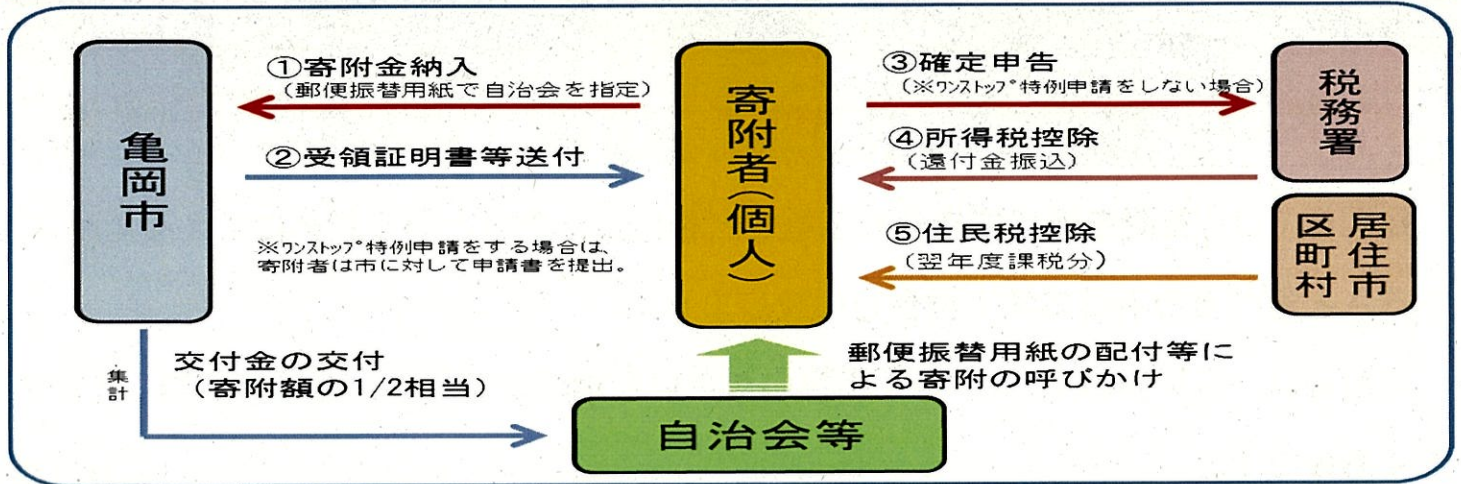 亀岡市
①寄附金納入
(郵便振替用紙で自治会を指定)
②受領証明書等送付
※ワンストップ特例申請をする場合は、
寄附者は市に対して申請書を提出。
寄附者(個人)
③確定申告
(※ワンストップ特例申請をしない場合)
④所得税控除
(還付金振込)
⑤住民税控除
(翌年度課税分)
税務署
居住市
区町村
集計
交付金の交付
(寄附額の1/2相当)
郵便振替用紙の配付等に
よる寄附の呼びかけ
自治会等